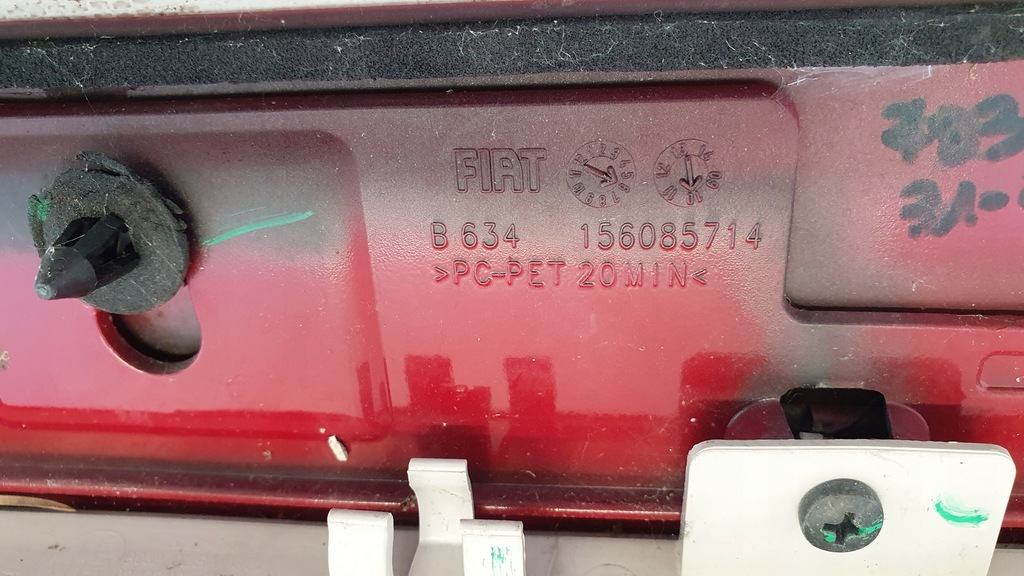 FIAT
B 634 156085714
>PC-PET 20 MIN<